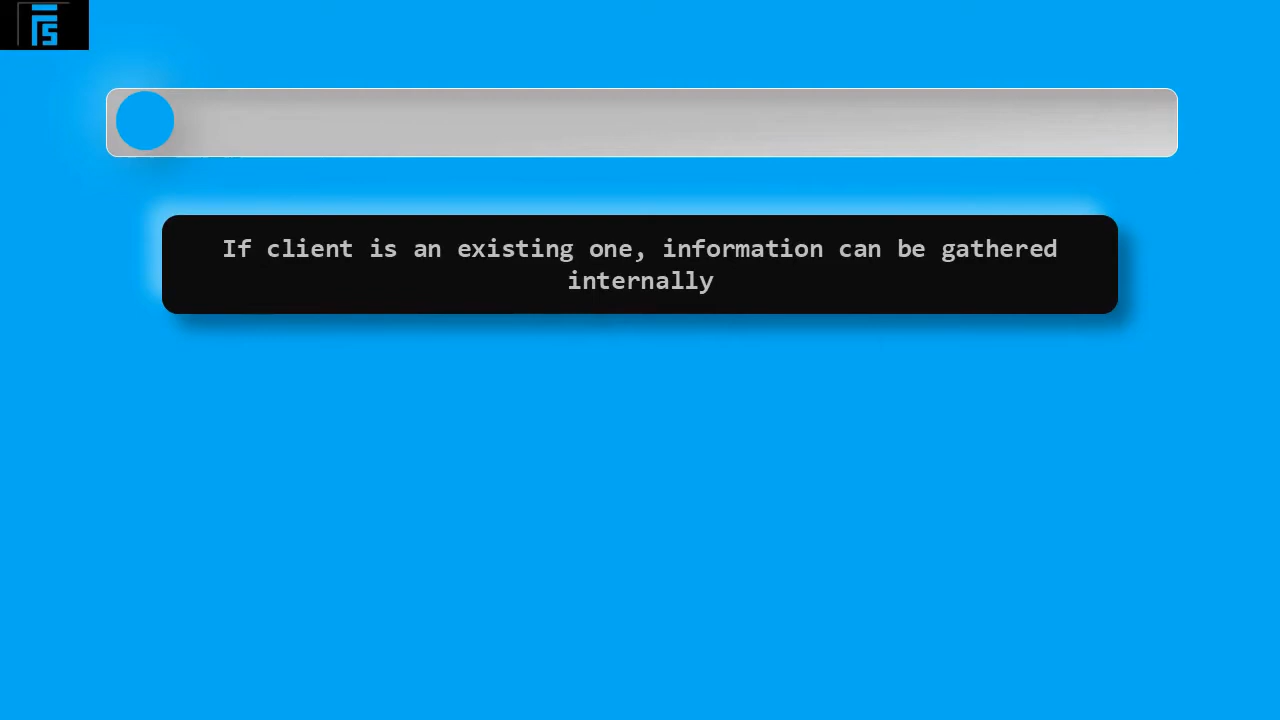 If client is an existing one, information can be gathered
internally